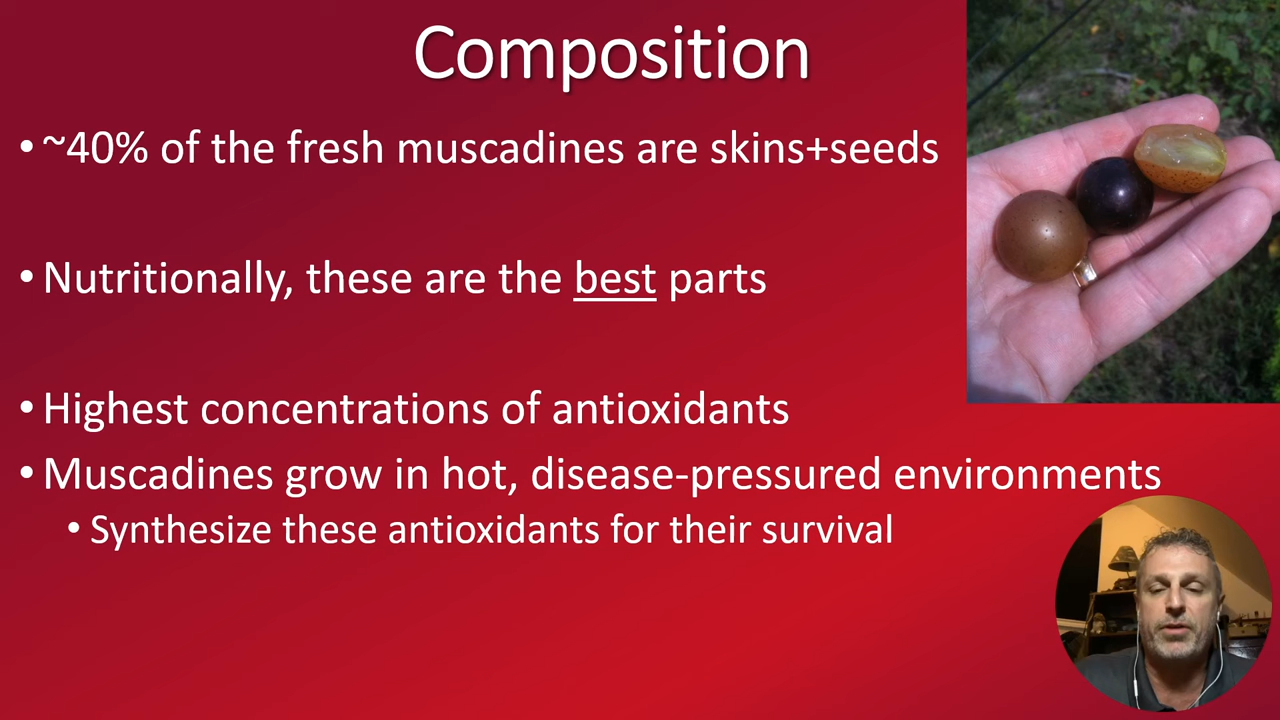 Composition
• ~40% of the fresh muscadines are skins+seeds
• Nutritionally, these are the best parts
• Highest concentrations of antioxidants
• Muscadines grow in hot, disease-pressured environments
• Synthesize these antioxidants for their survival